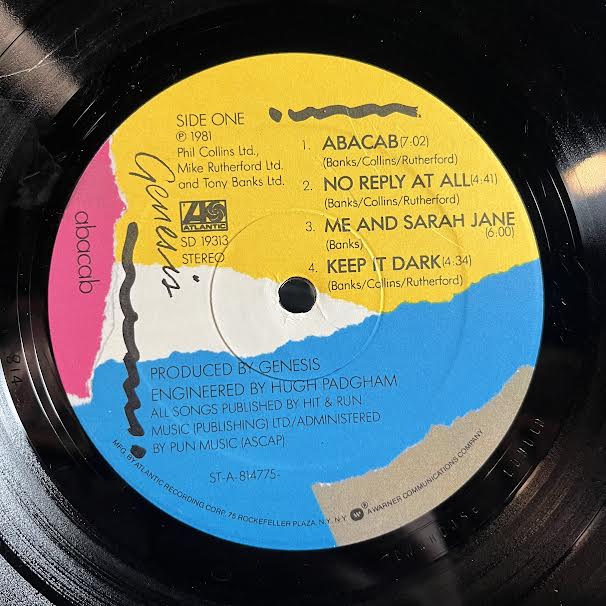 SIDE ONE
℗ 1981
Phil Collins Ltd.,
Mike Rutherford Ltd.
and Tony Banks Ltd.
ATLANTIC
SD 19313
STEREO
Genesis
abacab
1. ABACAB (7:02)
(Banks/Collins/Rutherford)
2. NO REPLY AT ALL (4:41)
(Banks/Collins/Rutherford)
3. ME AND SARAH JANE
(Banks) (6:00)
4. KEEP IT DARK (4:34)
(Banks/Collins/Rutherford)
PRODUCED BY GENESIS
ENGINEERED BY HUGH PADGHAM
ALL SONGS PUBLISHED BY HIT & RUN
MUSIC (PUBLISHING) LTD/ADMINISTERED
BY PUN MUSIC (ASCAP)
ST-A-814775-
MFG. BY ATLANTIC RECORDING CORP., 75 ROCKEFELLER PLAZA, N.Y., N.Y. ® A WARNER COMMUNICATIONS COMPANY
814